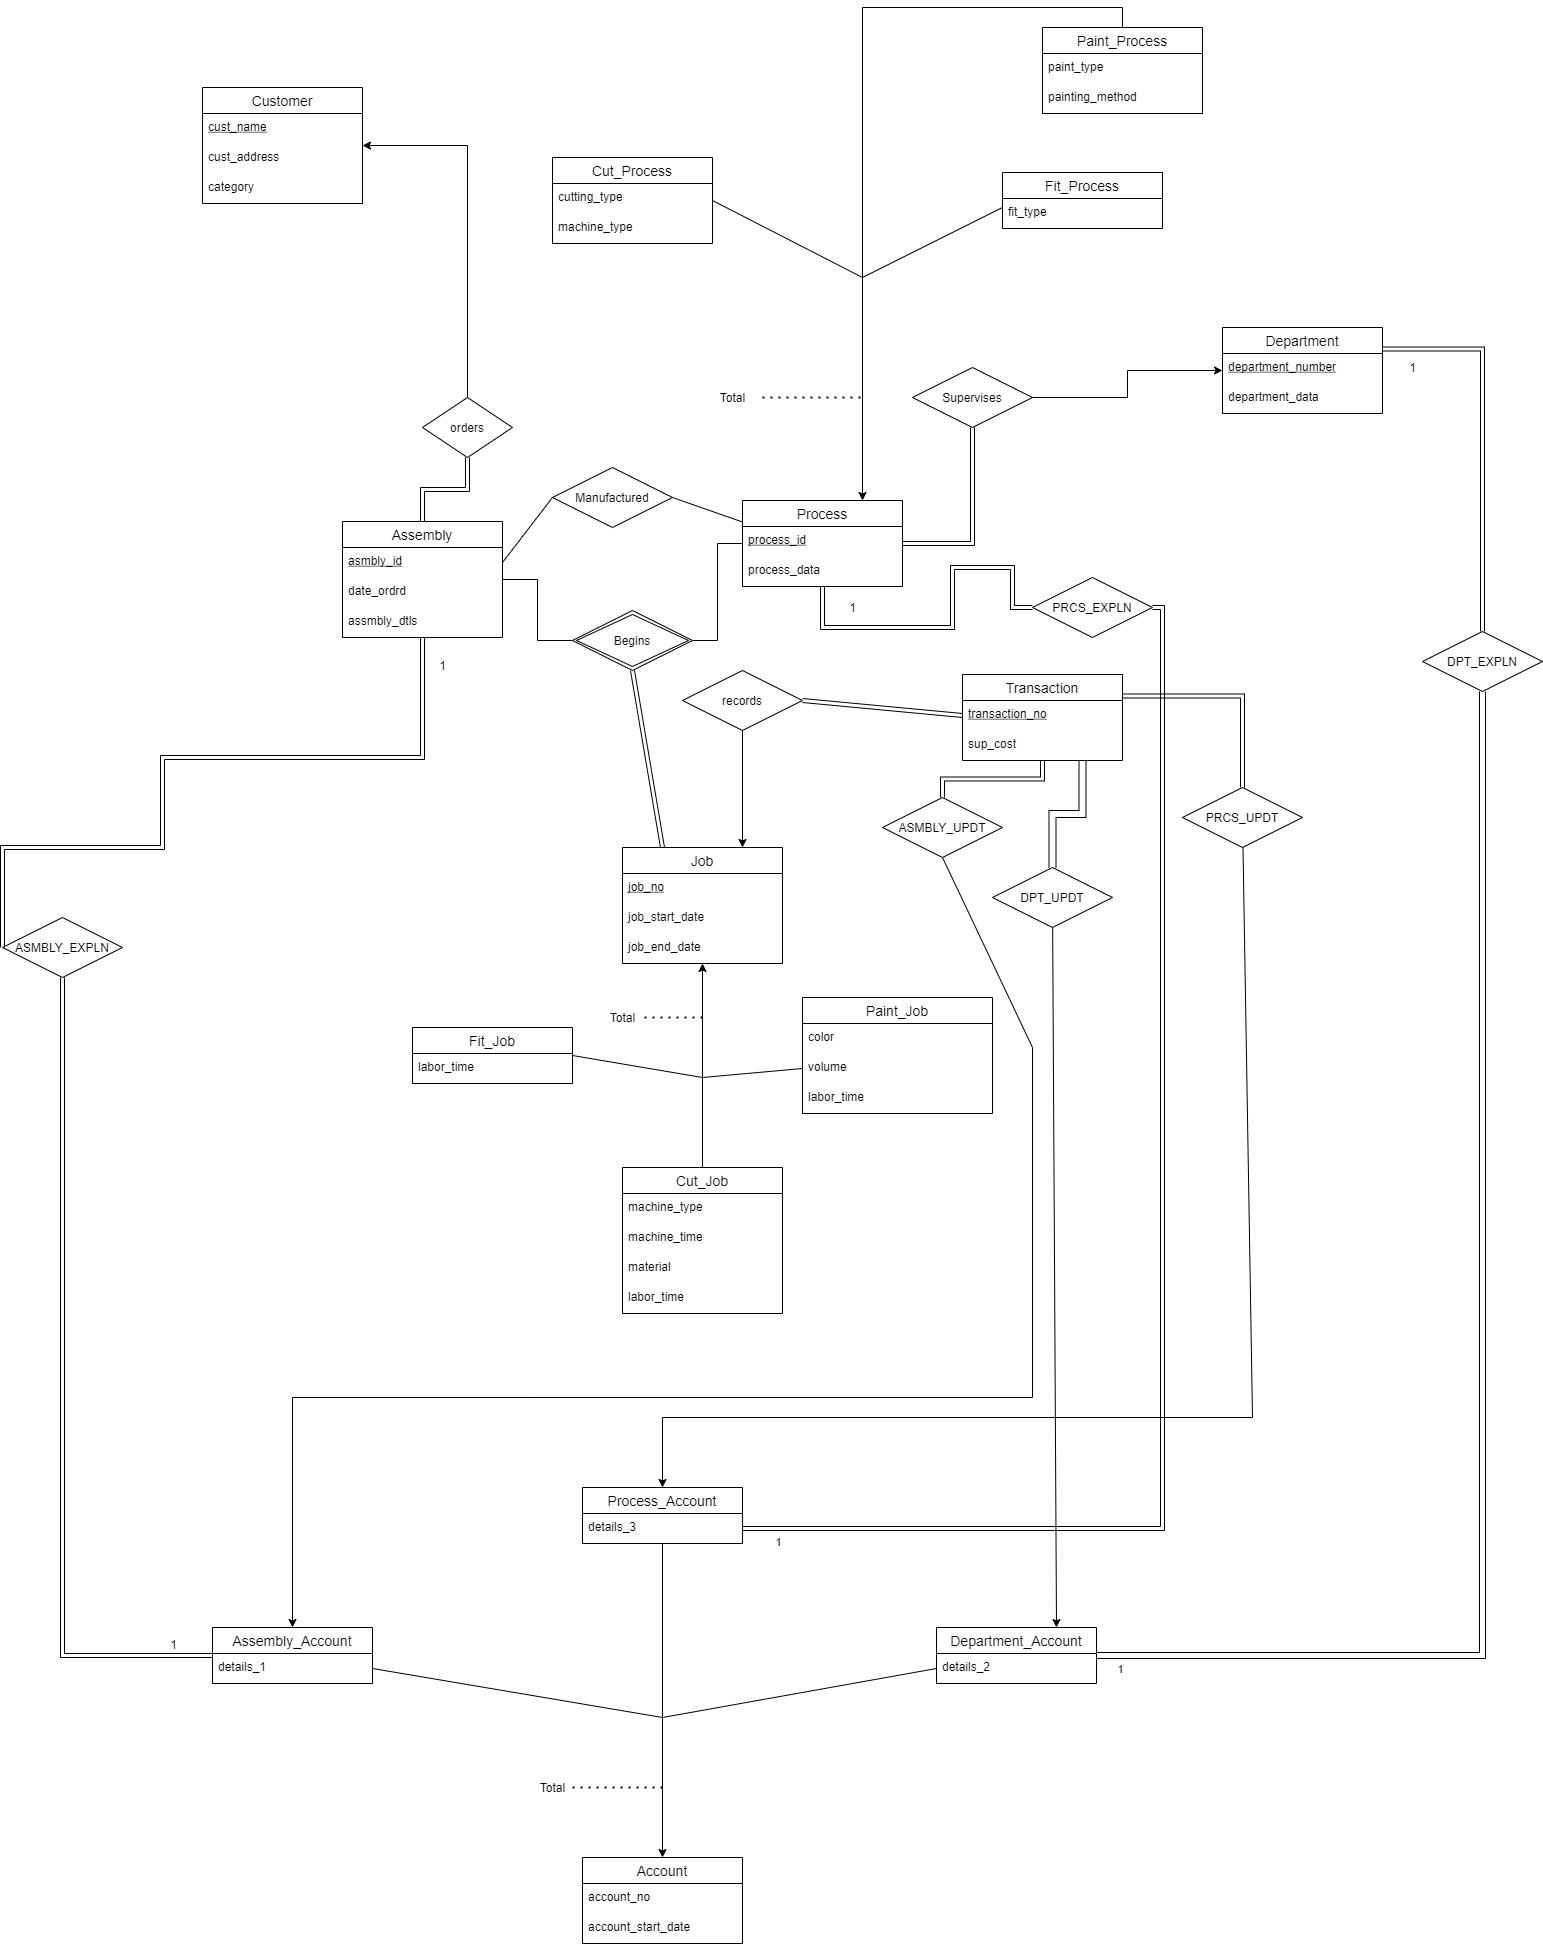 Paint_Process
paint_type
painting_method
Customer
cust_name
cust_address
category
Cut_Process
cutting_type
machine_type
Fit_Process
fit_type
Department
department_number
department_data
1
Total
Supervises
orders
Manufactured
Process
process_id
process_data
Assembly
asmbly_id
date_ordrd
assmbly_dtls
1
PRCS_EXPLN
Begins
1
DPT_EXPLN
records
Transaction
transaction_no
sup_cost
ASMBLY_UPDT
PRCS_UPDT
DPT_UPDT
Job
job_no
job_start_date
job_end_date
ASMBLY_EXPLN
Total
Paint_Job
color
volume
labor_time
Fit_Job
labor_time
Cut_Job
machine_type
machine_time
material
labor_time
Process_Account
details_3
1
1
Assembly_Account
details_1
Department_Account
details_2
1
Total
Account
account_no
account_start_date